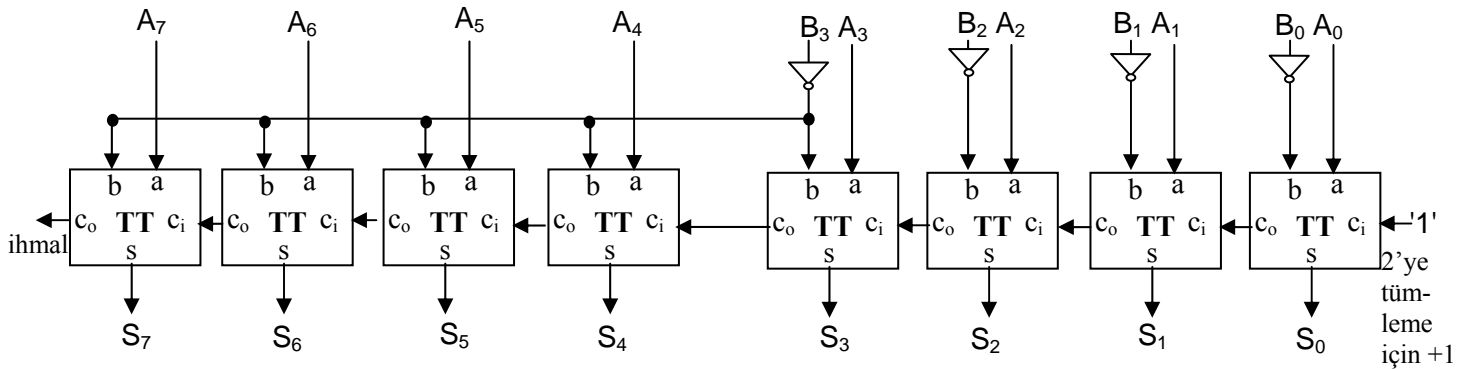 A₇ A₆ A₅ A₄ B₃ A₃ B₂ A₂ B₁ A₁ B₀ A₀
b a b a b a b a b a b a b a b a
cₒ TT cᵢ cₒ TT cᵢ cₒ TT cᵢ cₒ TT cᵢ cₒ TT cᵢ cₒ TT cᵢ cₒ TT cᵢ cₒ TT cᵢ '1'
ihmal s s s s s s s s 2'ye
tüm-
S₇ S₆ S₅ S₄ S₃ S₂ S₁ S₀ leme
için +1